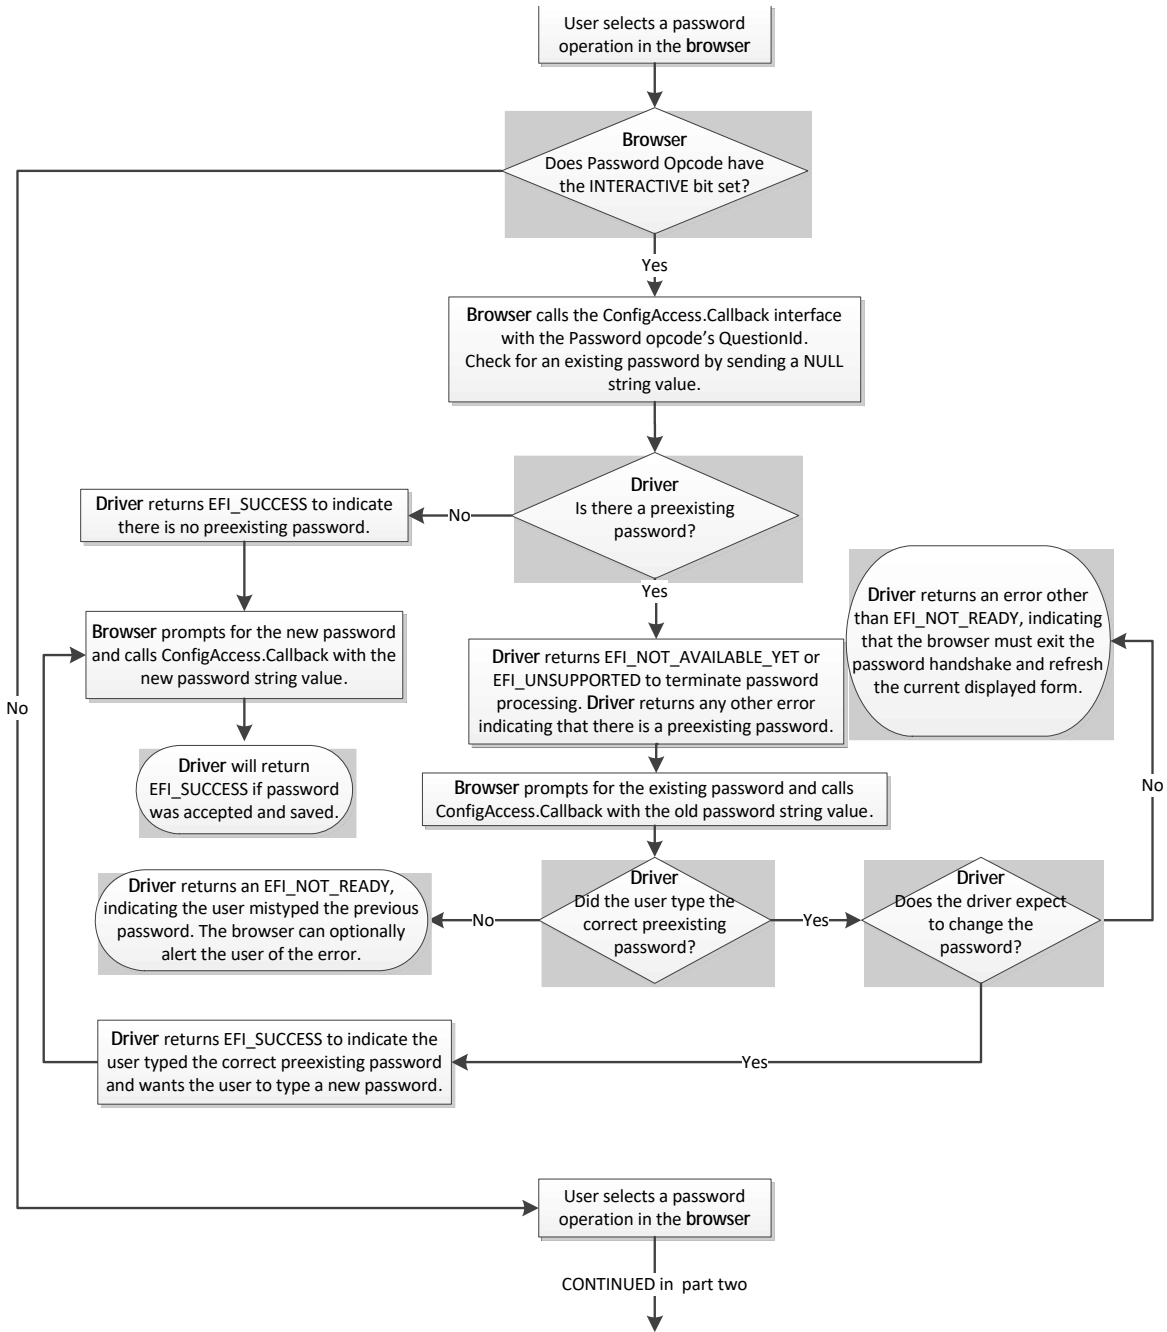 User selects a password
operation in the browser
Browser
Does Password Opcode have
the INTERACTIVE bit set?
Yes
Browser calls the ConfigAccess.Callback interface
with the Password opcode’s QuestionId.
Check for an existing password by sending a NULL
string value.
Driver
Is there a preexisting
password?
No
Driver returns EFI_SUCCESS to indicate
there is no preexisting password.
Yes
Driver returns an error other
than EFI_NOT_READY, indicating
that the browser must exit the
password handshake and refresh
the current displayed form.
Browser prompts for the new password
and calls ConfigAccess.Callback with the
new password string value.
Driver returns EFI_NOT_AVAILABLE_YET or
EFI_UNSUPPORTED to terminate password
processing. Driver returns any other error
indicating that there is a preexisting password.
No
Driver will return
EFI_SUCCESS if password
was accepted and saved.
Browser prompts for the existing password and calls
ConfigAccess.Callback with the old password string value.
No
Driver returns an EFI_NOT_READY,
indicating the user mistyped the previous
password. The browser can optionally
alert the user of the error.
No
Driver
Did the user type the
correct preexisting
password?
Yes
Driver
Does the driver expect
to change the
password?
Driver returns EFI_SUCCESS to indicate the
user typed the correct preexisting password
and wants the user to type a new password.
Yes
User selects a password
operation in the browser
CONTINUED in  part two